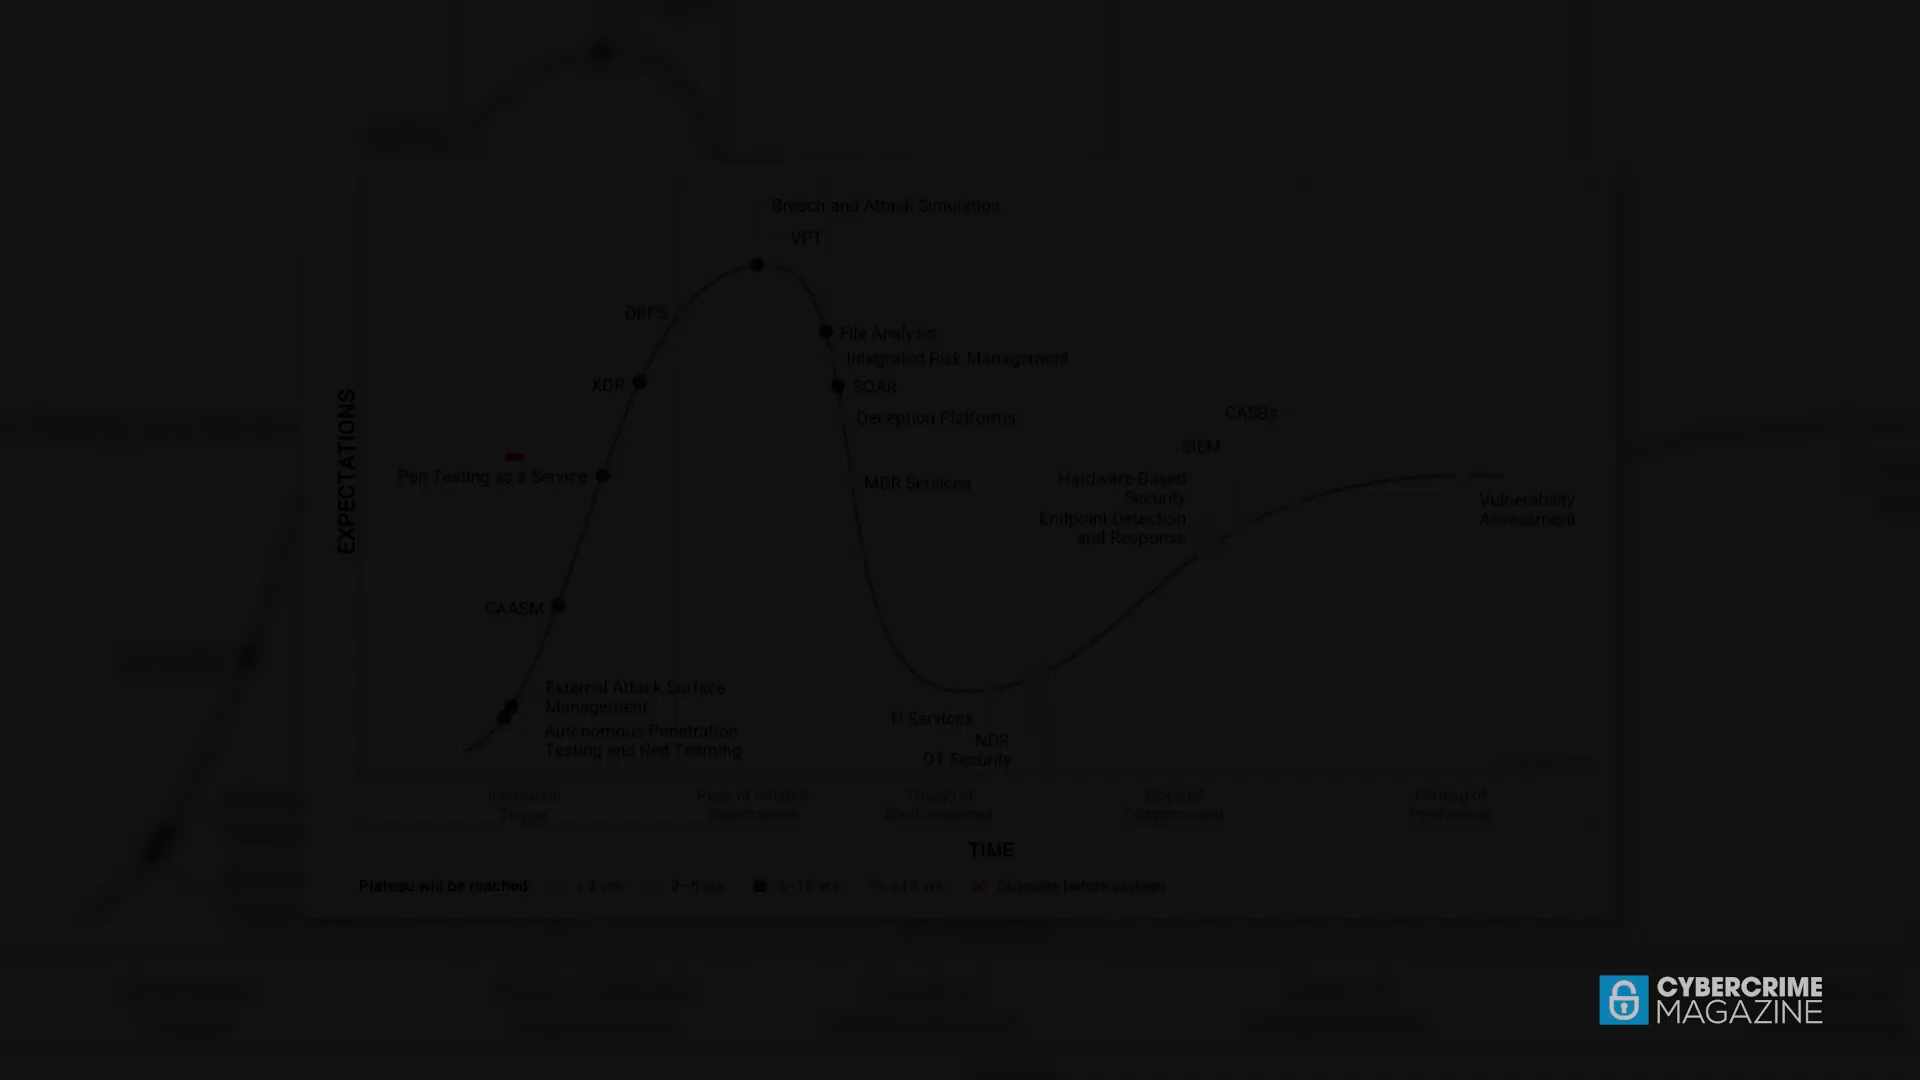 Breach and Attack Simulation
VPT
DRPS
File Analysis
Integrated Risk Management
XDR
SOAR
CASBs
Deception Platforms
SIEM
EXPECTATIONS
Pen Testing as a Service
MDR Services
Hardware-Based
Security
Endpoint Detection
and Response
Vulnerability
Assessment
CAASM
External Attack Surface
Management
Autonomous Penetration
Testing and Red Teaming
TI Services
NDR
OT Security
Innovation
Trigger
Peak of Inflated
Expectations
Trough of
Disillusionment
Slope of
Enlightenment
Plateau of
Productivity
TIME
Plateau will be reached:
< 2 yrs
2–5 yrs
5–10 yrs
>10 yrs
Obsolete before plateau
CYBERCRIME
MAGAZINE